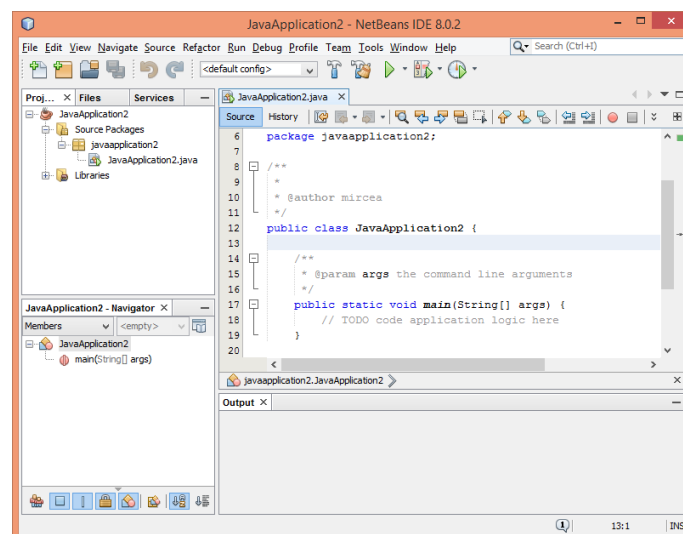 JavaApplication2 - NetBeans IDE 8.0.2
File Edit View Navigate Source Refactor Run Debug Profile Team Tools Window Help
Search (Ctrl+I)
<default config>
Proj... Files Services
JavaApplication2
Source Packages
javaapplication2
JavaApplication2.java
Libraries
JavaApplication2.java
Source History
6 package javaapplication2;
7
8 /**
9 *
10 * @author mircea
11 */
12 public class JavaApplication2 {
13
14 /**
15 * @param args the command line arguments
16 */
17 public static void main(String[] args) {
18 // TODO code application logic here
19 }
20
JavaApplication2 - Navigator
Members <empty>
JavaApplication2
main(String[] args)
javaapplication2.JavaApplication2
Output
1 13:1 INS